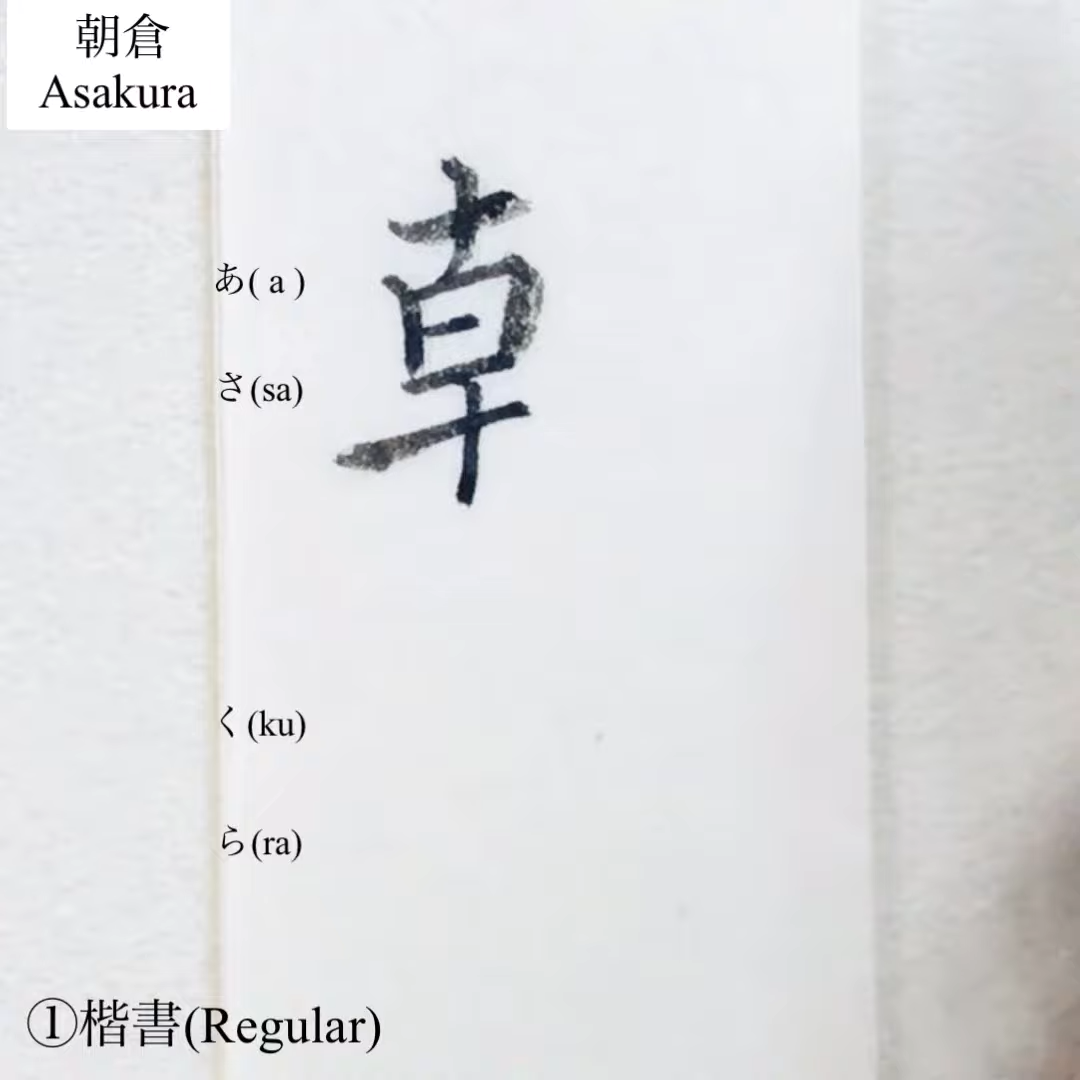 朝倉
Asakura
あ( a )
さ(sa)
く(ku)
ら(ra)
①楷書(Regular)